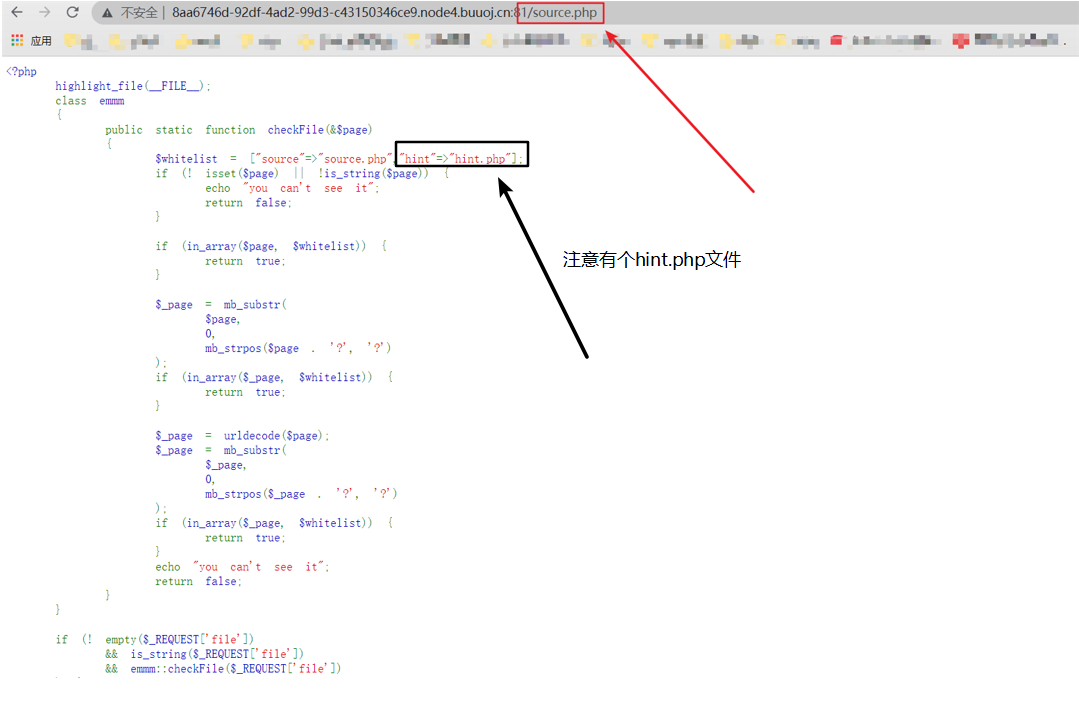 不安全 | 8aa6746d-92df-4ad2-99d3-c43150346ce9.node4.buuoj.cn:81/source.php
应用
<?php
highlight_file(__FILE__);
class emmm
{
public static function checkFile(&$page)
{
$whitelist = ["source"=>"source.php","hint"=>"hint.php"];
if (! isset($page) || !is_string($page)) {
echo "you can't see it";
return false;
}
if (in_array($page, $whitelist)) {
return true;
}
注意有个hint.php文件
$_page = mb_substr(
$page,
0,
mb_strpos($page . '?', '?')
);
if (in_array($_page, $whitelist)) {
return true;
}
$_page = urldecode($page);
$_page = mb_substr(
$_page,
0,
mb_strpos($_page . '?', '?')
);
if (in_array($_page, $whitelist)) {
return true;
}
echo "you can't see it";
return false;
}
}
if (! empty($_REQUEST['file'])
&& is_string($_REQUEST['file'])
&& emmm::checkFile($_REQUEST['file'])